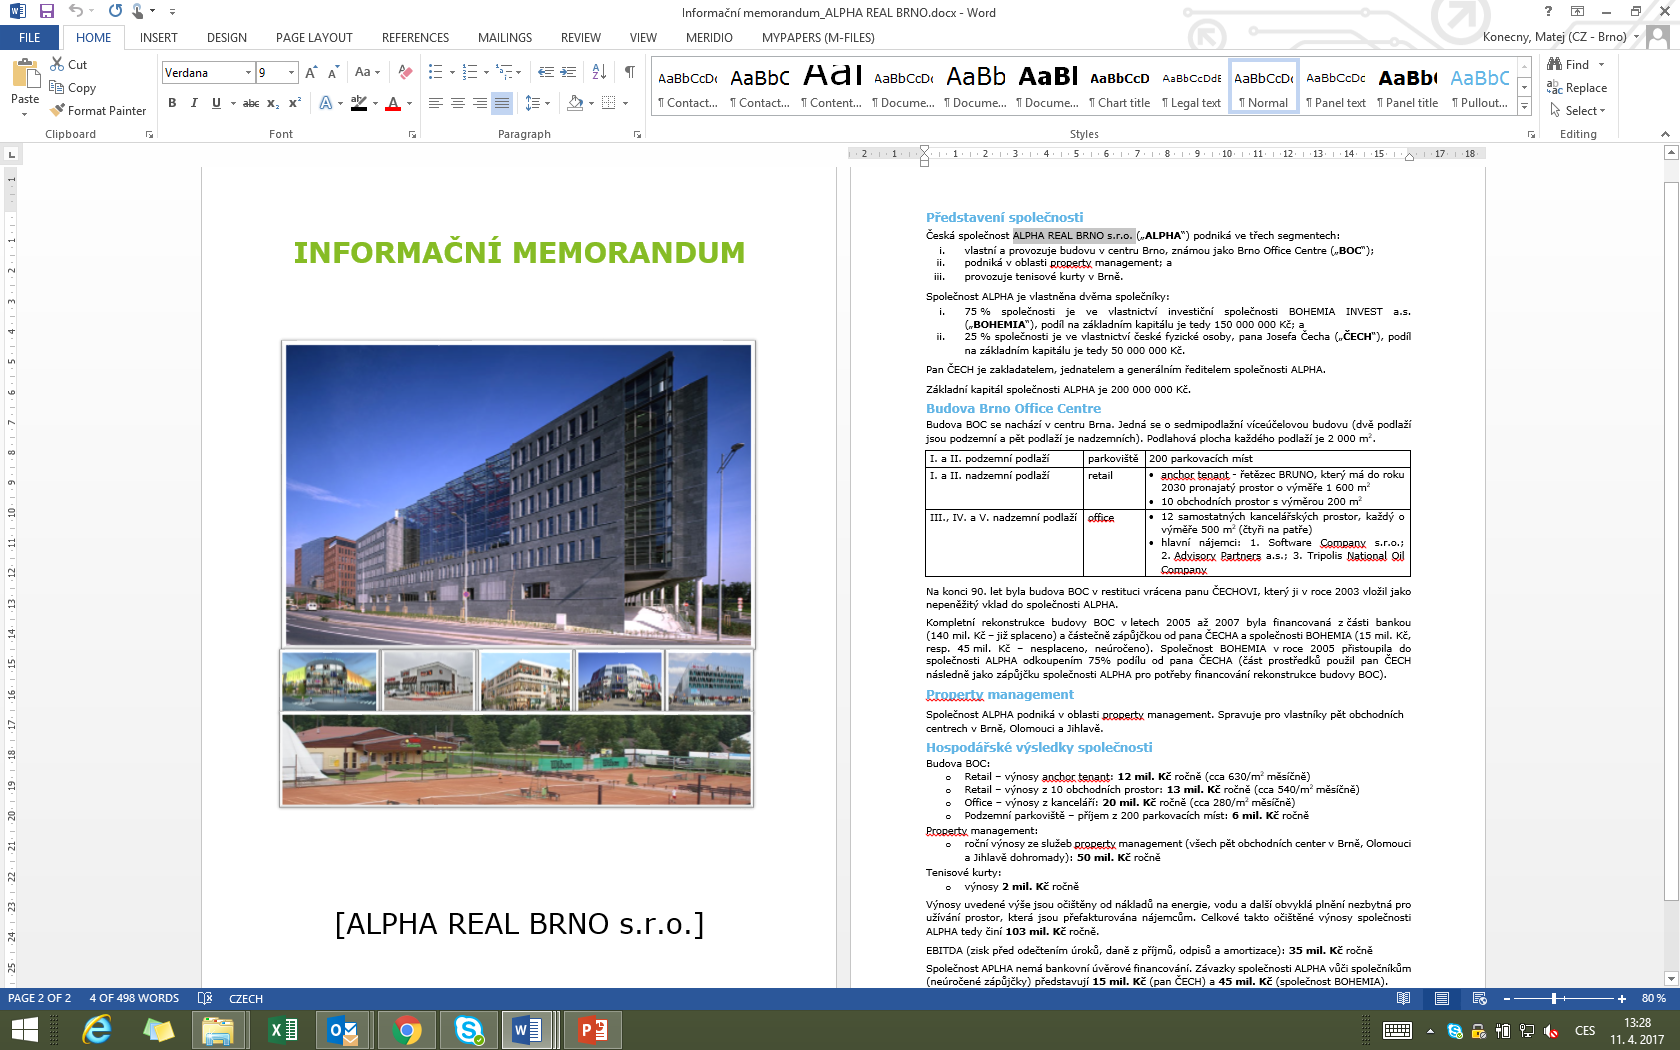 Informační memorandum_ALPHA REAL BRNO.docx - Word
FILE HOME INSERT DESIGN PAGE LAYOUT REFERENCES MAILINGS REVIEW VIEW MERIDIO MYPAPERS (M-FILES)
Konecny, Matej (CZ - Brno)
Paste
Cut
Copy
Format Painter
Clipboard
Verdana 9
Font
Paragraph
AaBbCcDc AaBbC AaI AaBbCcDc AaBb AaBl AaBbCcD AaBbCcDdE AaBbCcDc AaBbCcDc AaBb( AaBbC
¶ Contact... ¶ Contact... ¶ Content... ¶ Docume... ¶ Docume... ¶ Docume... ¶ Chart title ¶ Legal text ¶ Normal ¶ Panel text ¶ Panel title ¶ Pullout...
Styles
Find
Replace
Select
Editing
INFORMAČNÍ MEMORANDUM
[ALPHA REAL BRNO s.r.o.]
Představení společnosti
Česká společnost ALPHA REAL BRNO s.r.o. („ALPHA“) podniká ve třech segmentech:
i. vlastní a provozuje budovu v centru Brno, známou jako Brno Office Centre („BOC“);
ii. podniká v oblasti property management; a
iii. provozuje tenisové kurty v Brně.
Společnost ALPHA je vlastněna dvěma společníky:
i. 75 % společnosti je ve vlastnictví investiční společnosti BOHEMIA INVEST a.s.
(„BOHEMIA“), podíl na základním kapitálu je tedy 150 000 000 Kč; a
ii. 25 % společnosti je ve vlastnictví české fyzické osoby, pana Josefa Čecha („ČECH“), podíl
na základním kapitálu je tedy 50 000 000 Kč.
Pan ČECH je zakladatelem, jednatelem a generálním ředitelem společnosti ALPHA.
Základní kapitál společnosti ALPHA je 200 000 000 Kč.
Budova Brno Office Centre
Budova BOC se nachází v centru Brna. Jedná se o sedmipodlažní víceúčelovou budovu (dvě podlaží
jsou podzemní a pět podlaží je nadzemních). Podlahová plocha každého podlaží je 2 000 m².
I. a II. podzemní podlaží parkoviště 200 parkovacích míst
I. a II. nadzemní podlaží retail • anchor tenant - řetězec BRUNO, který má do roku
2030 pronajatý prostor o výměře 1 600 m²
• 10 obchodních prostor s výměrou 200 m²
III., IV. a V. nadzemní podlaží office • 12 samostatných kancelářských prostor, každý o
výměře 500 m² (čtyři na patře)
• hlavní nájemci: 1. Software Company s.r.o.;
2. Advisory Partners a.s.; 3. Tripolis National Oil
Company
Na konci 90. let byla budova BOC v restituci vrácena panu ČECHOVI, který ji v roce 2003 vložil jako
nepeněžitý vklad do společnosti ALPHA.
Kompletní rekonstrukce budovy BOC v letech 2005 až 2007 byla financovaná z části bankou
(140 mil. Kč – již splaceno) a částečně zápůjčkou od pana ČECHA a společnosti BOHEMIA (15 mil. Kč,
resp. 45 mil. Kč – nesplaceno, neúročeno). Společnost BOHEMIA v roce 2005 přistoupila do
společnosti ALPHA odkoupením 75% podílu od pana ČECHA (část prostředků použil pan ČECH
následně jako zápůjčku společnosti ALPHA pro potřeby financování rekonstrukce budovy BOC).
Property management
Společnost ALPHA podniká v oblasti property management. Spravuje pro vlastníky pět obchodních
centrech v Brně, Olomouci a Jihlavě.
Hospodářské výsledky společnosti
Budova BOC:
o Retail – výnosy anchor tenant: 12 mil. Kč ročně (cca 630/m² měsíčně)
o Retail – výnosy z 10 obchodních prostor: 13 mil. Kč ročně (cca 540/m² měsíčně)
o Office – výnosy z kanceláří: 20 mil. Kč ročně (cca 280/m² měsíčně)
o Podzemní parkoviště – příjem z 200 parkovacích míst: 6 mil. Kč ročně
Property management:
o roční výnosy ze služeb property management (všech pět obchodních center v Brně, Olomouci
a Jihlavě dohromady): 50 mil. Kč ročně
Tenisové kurty:
o výnosy 2 mil. Kč ročně
Výnosy uvedené výše jsou očištěny od nákladů na energie, vodu a další obvyklá plnění nezbytná pro
užívání prostor, která jsou přefakturována nájemcům. Celkové takto očištěné výnosy společnosti
ALPHA tedy činí 103 mil. Kč ročně.
EBITDA (zisk před odečtením úroků, daně z příjmů, odpisů a amortizace): 35 mil. Kč ročně
Společnost APLHA nemá bankovní úvěrové financování. Závazky společnosti ALPHA vůči společníkům
(neúročené zápůjčky) představují 15 mil. Kč (pan ČECH) a 45 mil. Kč (společnost BOHEMIA).
PAGE 2 OF 2 4 OF 498 WORDS CZECH 80 %
CES
13:28
11. 4. 2017